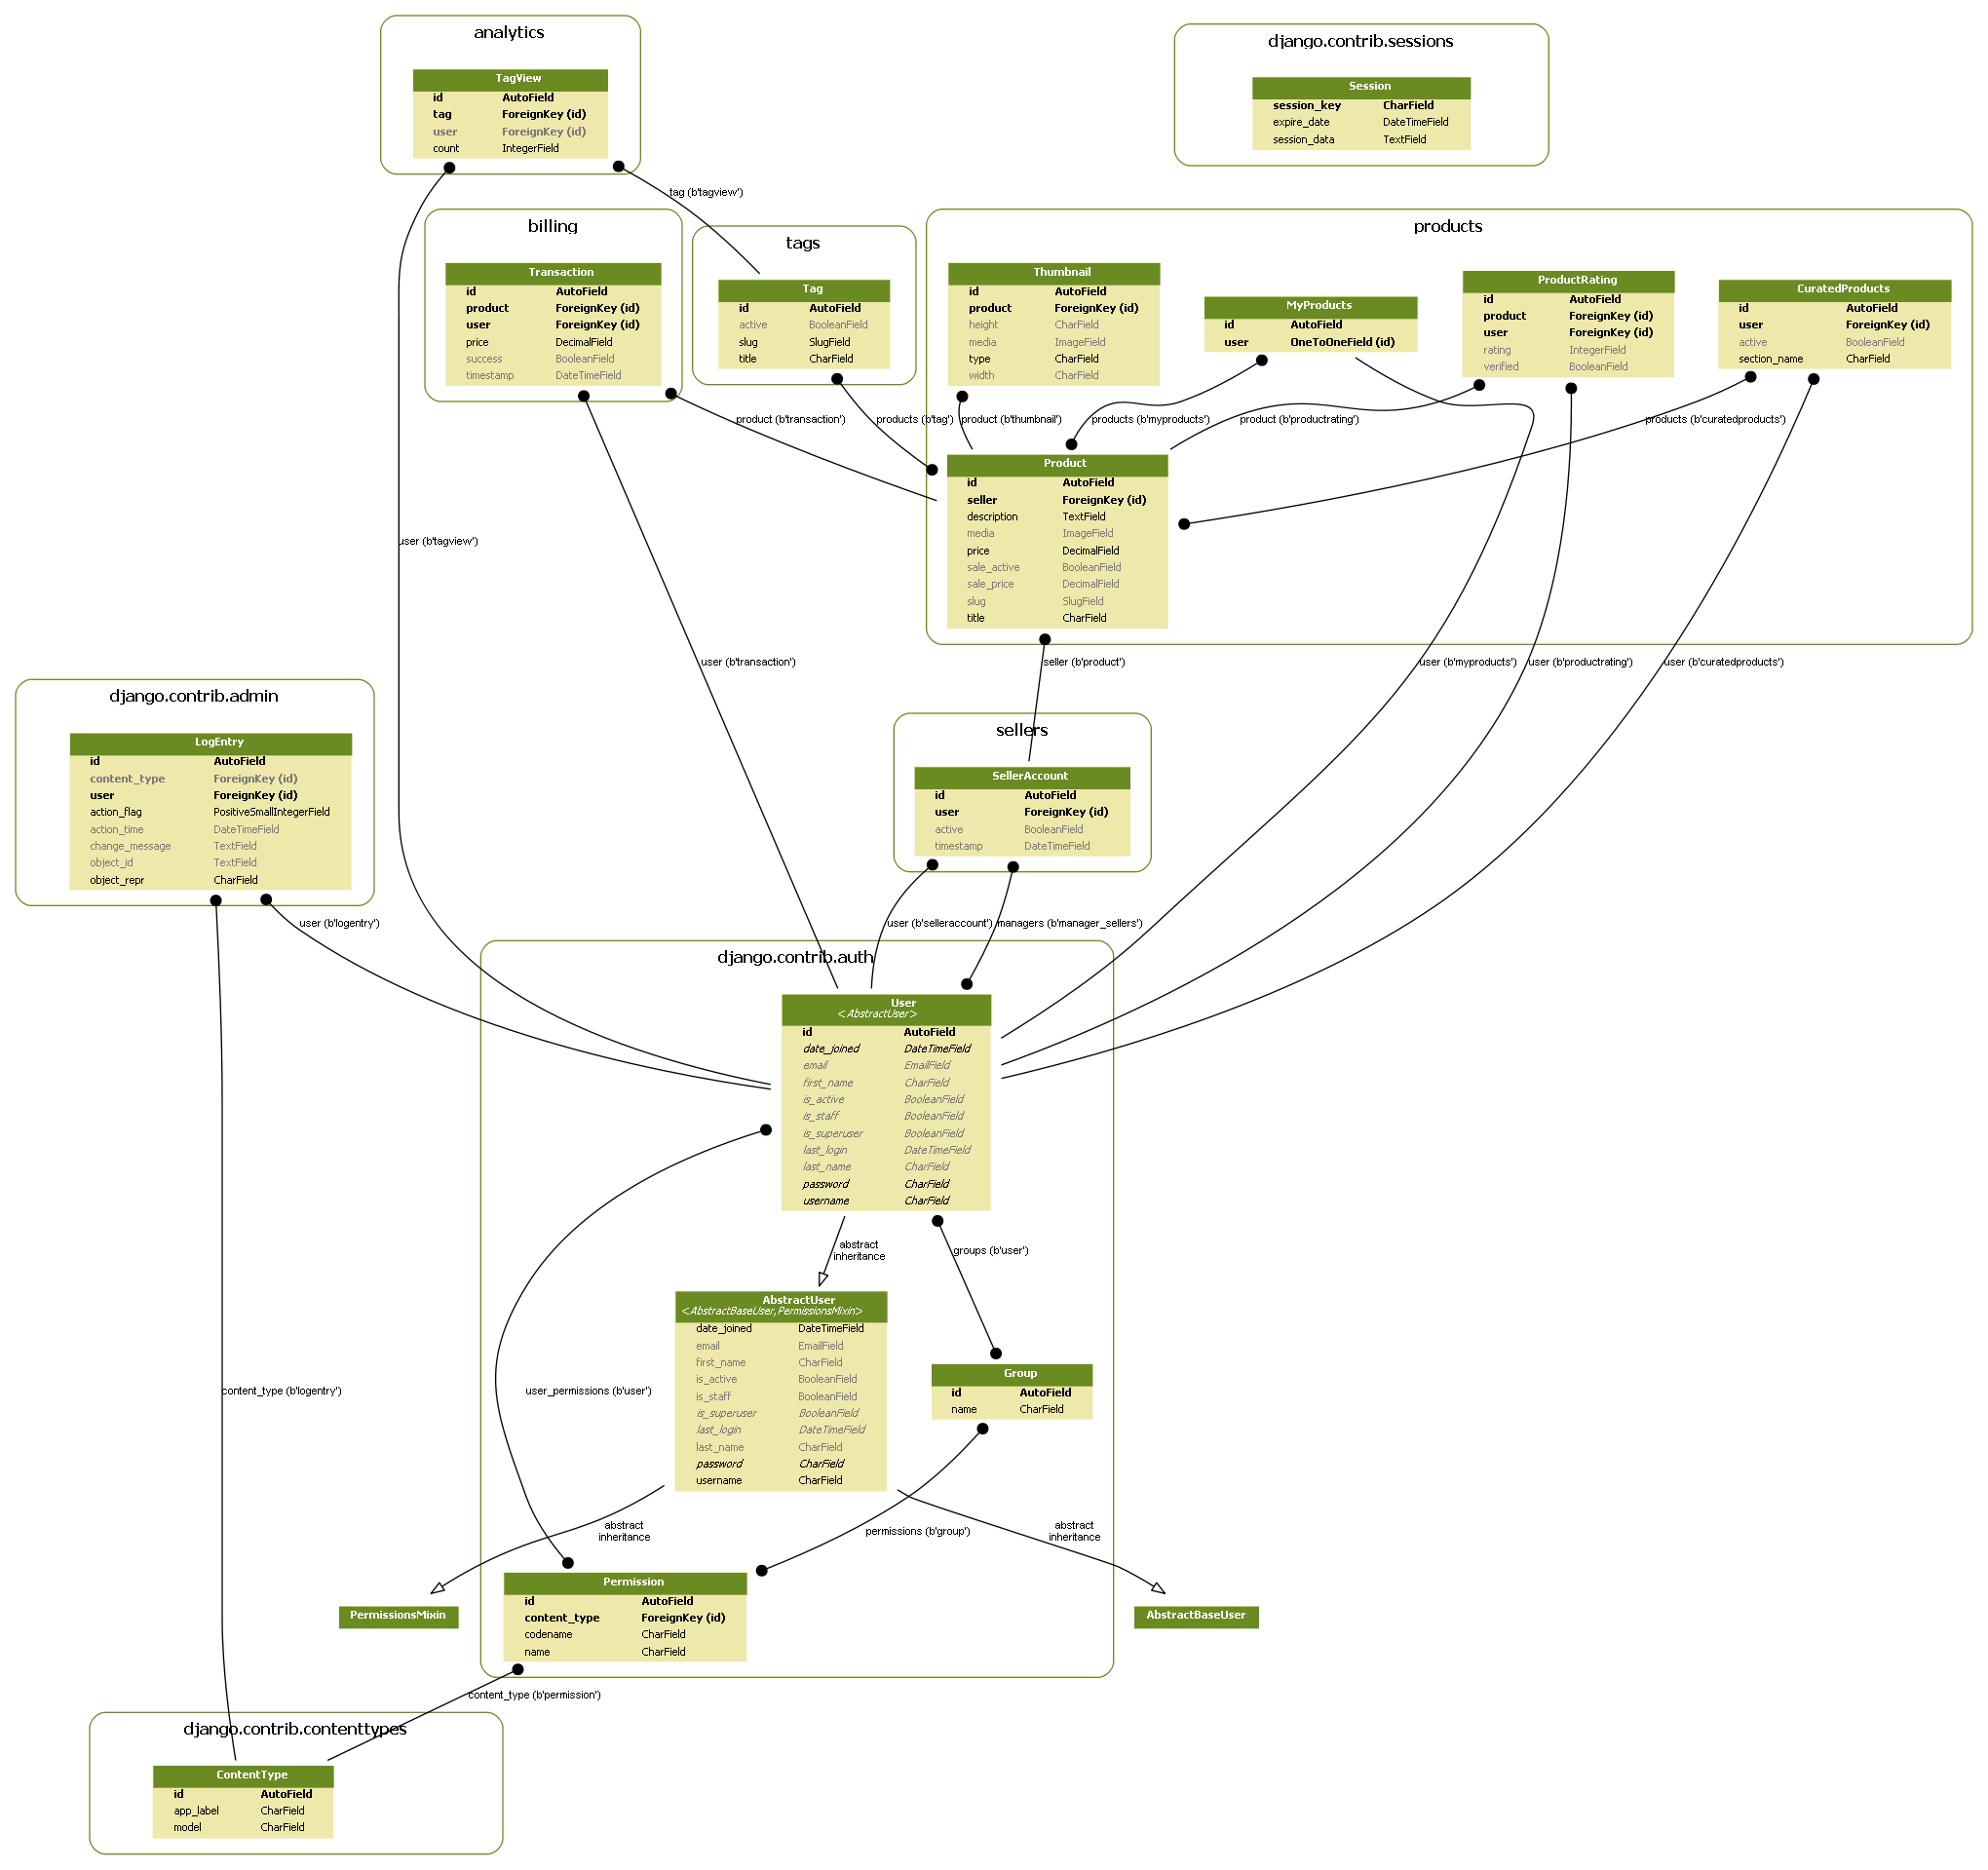 analytics
TagView
id AutoField
tag ForeignKey (id)
user ForeignKey (id)
count IntegerField
django.contrib.sessions
Session
session_key CharField
expire_date DateTimeField
session_data TextField
tag (b'tagview')
billing
Transaction
id AutoField
product ForeignKey (id)
user ForeignKey (id)
price DecimalField
success BooleanField
timestamp DateTimeField
tags
Tag
id AutoField
active BooleanField
slug SlugField
title CharField
products
Thumbnail
id AutoField
product ForeignKey (id)
height CharField
media ImageField
type CharField
width CharField
MyProducts
id AutoField
user OneToOneField (id)
ProductRating
id AutoField
product ForeignKey (id)
user ForeignKey (id)
rating IntegerField
verified BooleanField
CuratedProducts
id AutoField
user ForeignKey (id)
active BooleanField
section_name CharField
product (b'transaction')
products (b'tag')
product (b'thumbnail')
products (b'myproducts')
product (b'productrating')
products (b'curatedproducts')
Product
id AutoField
seller ForeignKey (id)
description TextField
media ImageField
price DecimalField
sale_active BooleanField
sale_price DecimalField
slug SlugField
title CharField
user (b'tagview')
user (b'transaction')
seller (b'product')
user (b'myproducts')
user (b'productrating')
user (b'curatedproducts')
django.contrib.admin
LogEntry
id AutoField
content_type ForeignKey (id)
user ForeignKey (id)
action_flag PositiveSmallIntegerField
action_time DateTimeField
change_message TextField
object_id TextField
object_repr CharField
sellers
SellerAccount
id AutoField
user ForeignKey (id)
active BooleanField
timestamp DateTimeField
user (b'logentry')
user (b'selleraccount')
managers (b'manager_sellers')
django.contrib.auth
User
<AbstractUser>
id AutoField
date_joined DateTimeField
email EmailField
first_name CharField
is_active BooleanField
is_staff BooleanField
is_superuser BooleanField
last_login DateTimeField
last_name CharField
password CharField
username CharField
abstract
inheritance
groups (b'user')
AbstractUser
<AbstractBaseUser,PermissionsMixin>
date_joined DateTimeField
email EmailField
first_name CharField
is_active BooleanField
is_staff BooleanField
is_superuser BooleanField
last_login DateTimeField
last_name CharField
password CharField
username CharField
Group
id AutoField
name CharField
content_type (b'logentry')
user_permissions (b'user')
abstract
inheritance
permissions (b'group')
abstract
inheritance
PermissionsMixin
Permission
id AutoField
content_type ForeignKey (id)
codename CharField
name CharField
AbstractBaseUser
content_type (b'permission')
django.contrib.contenttypes
ContentType
id AutoField
app_label CharField
model CharField